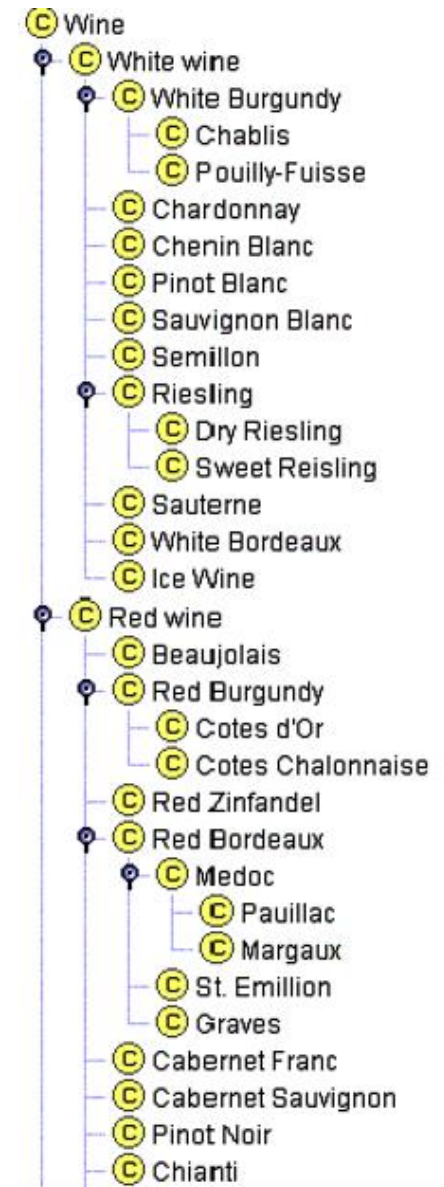 C Wine
C White wine
C White Burgundy
C Chablis
C Pouilly-Fuisse
C Chardonnay
C Chenin Blanc
C Pinot Blanc
C Sauvignon Blanc
C Semillon
C Riesling
C Dry Riesling
C Sweet Reisling
C Sauterne
C White Bordeaux
C Ice Wine
C Red wine
C Beaujolais
C Red Burgundy
C Cotes d'Or
C Cotes Chalonnaise
C Red Zinfandel
C Red Bordeaux
C Medoc
C Pauillac
C Margaux
C St. Emillion
C Graves
C Cabernet Franc
C Cabernet Sauvignon
C Pinot Noir
C Chianti